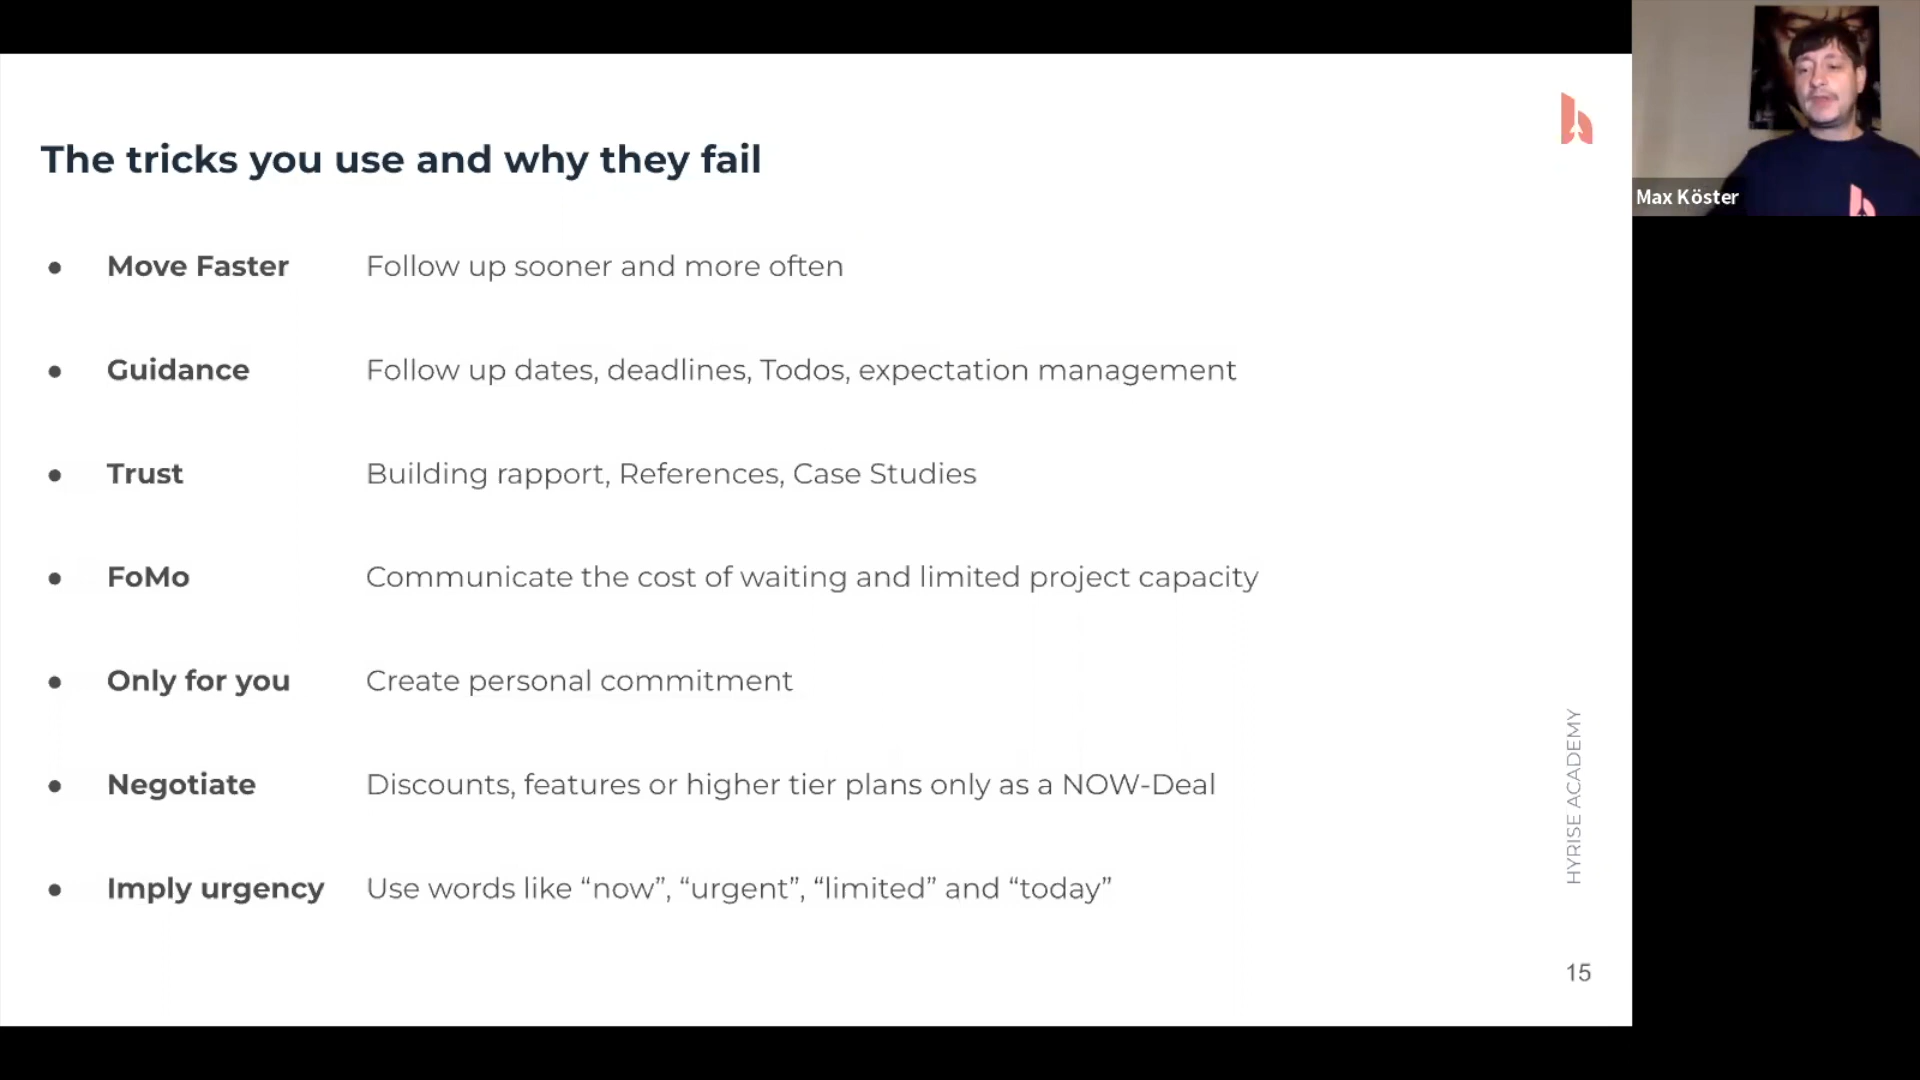 The tricks you use and why they fail
● Move Faster Follow up sooner and more often
● Guidance Follow up dates, deadlines, Todos, expectation management
● Trust Building rapport, References, Case Studies
● FoMo Communicate the cost of waiting and limited project capacity
● Only for you Create personal commitment
● Negotiate Discounts, features or higher tier plans only as a NOW-Deal
● Imply urgency Use words like “now”, “urgent”, “limited” and “today”
HYRISE ACADEMY
15
Max Köster